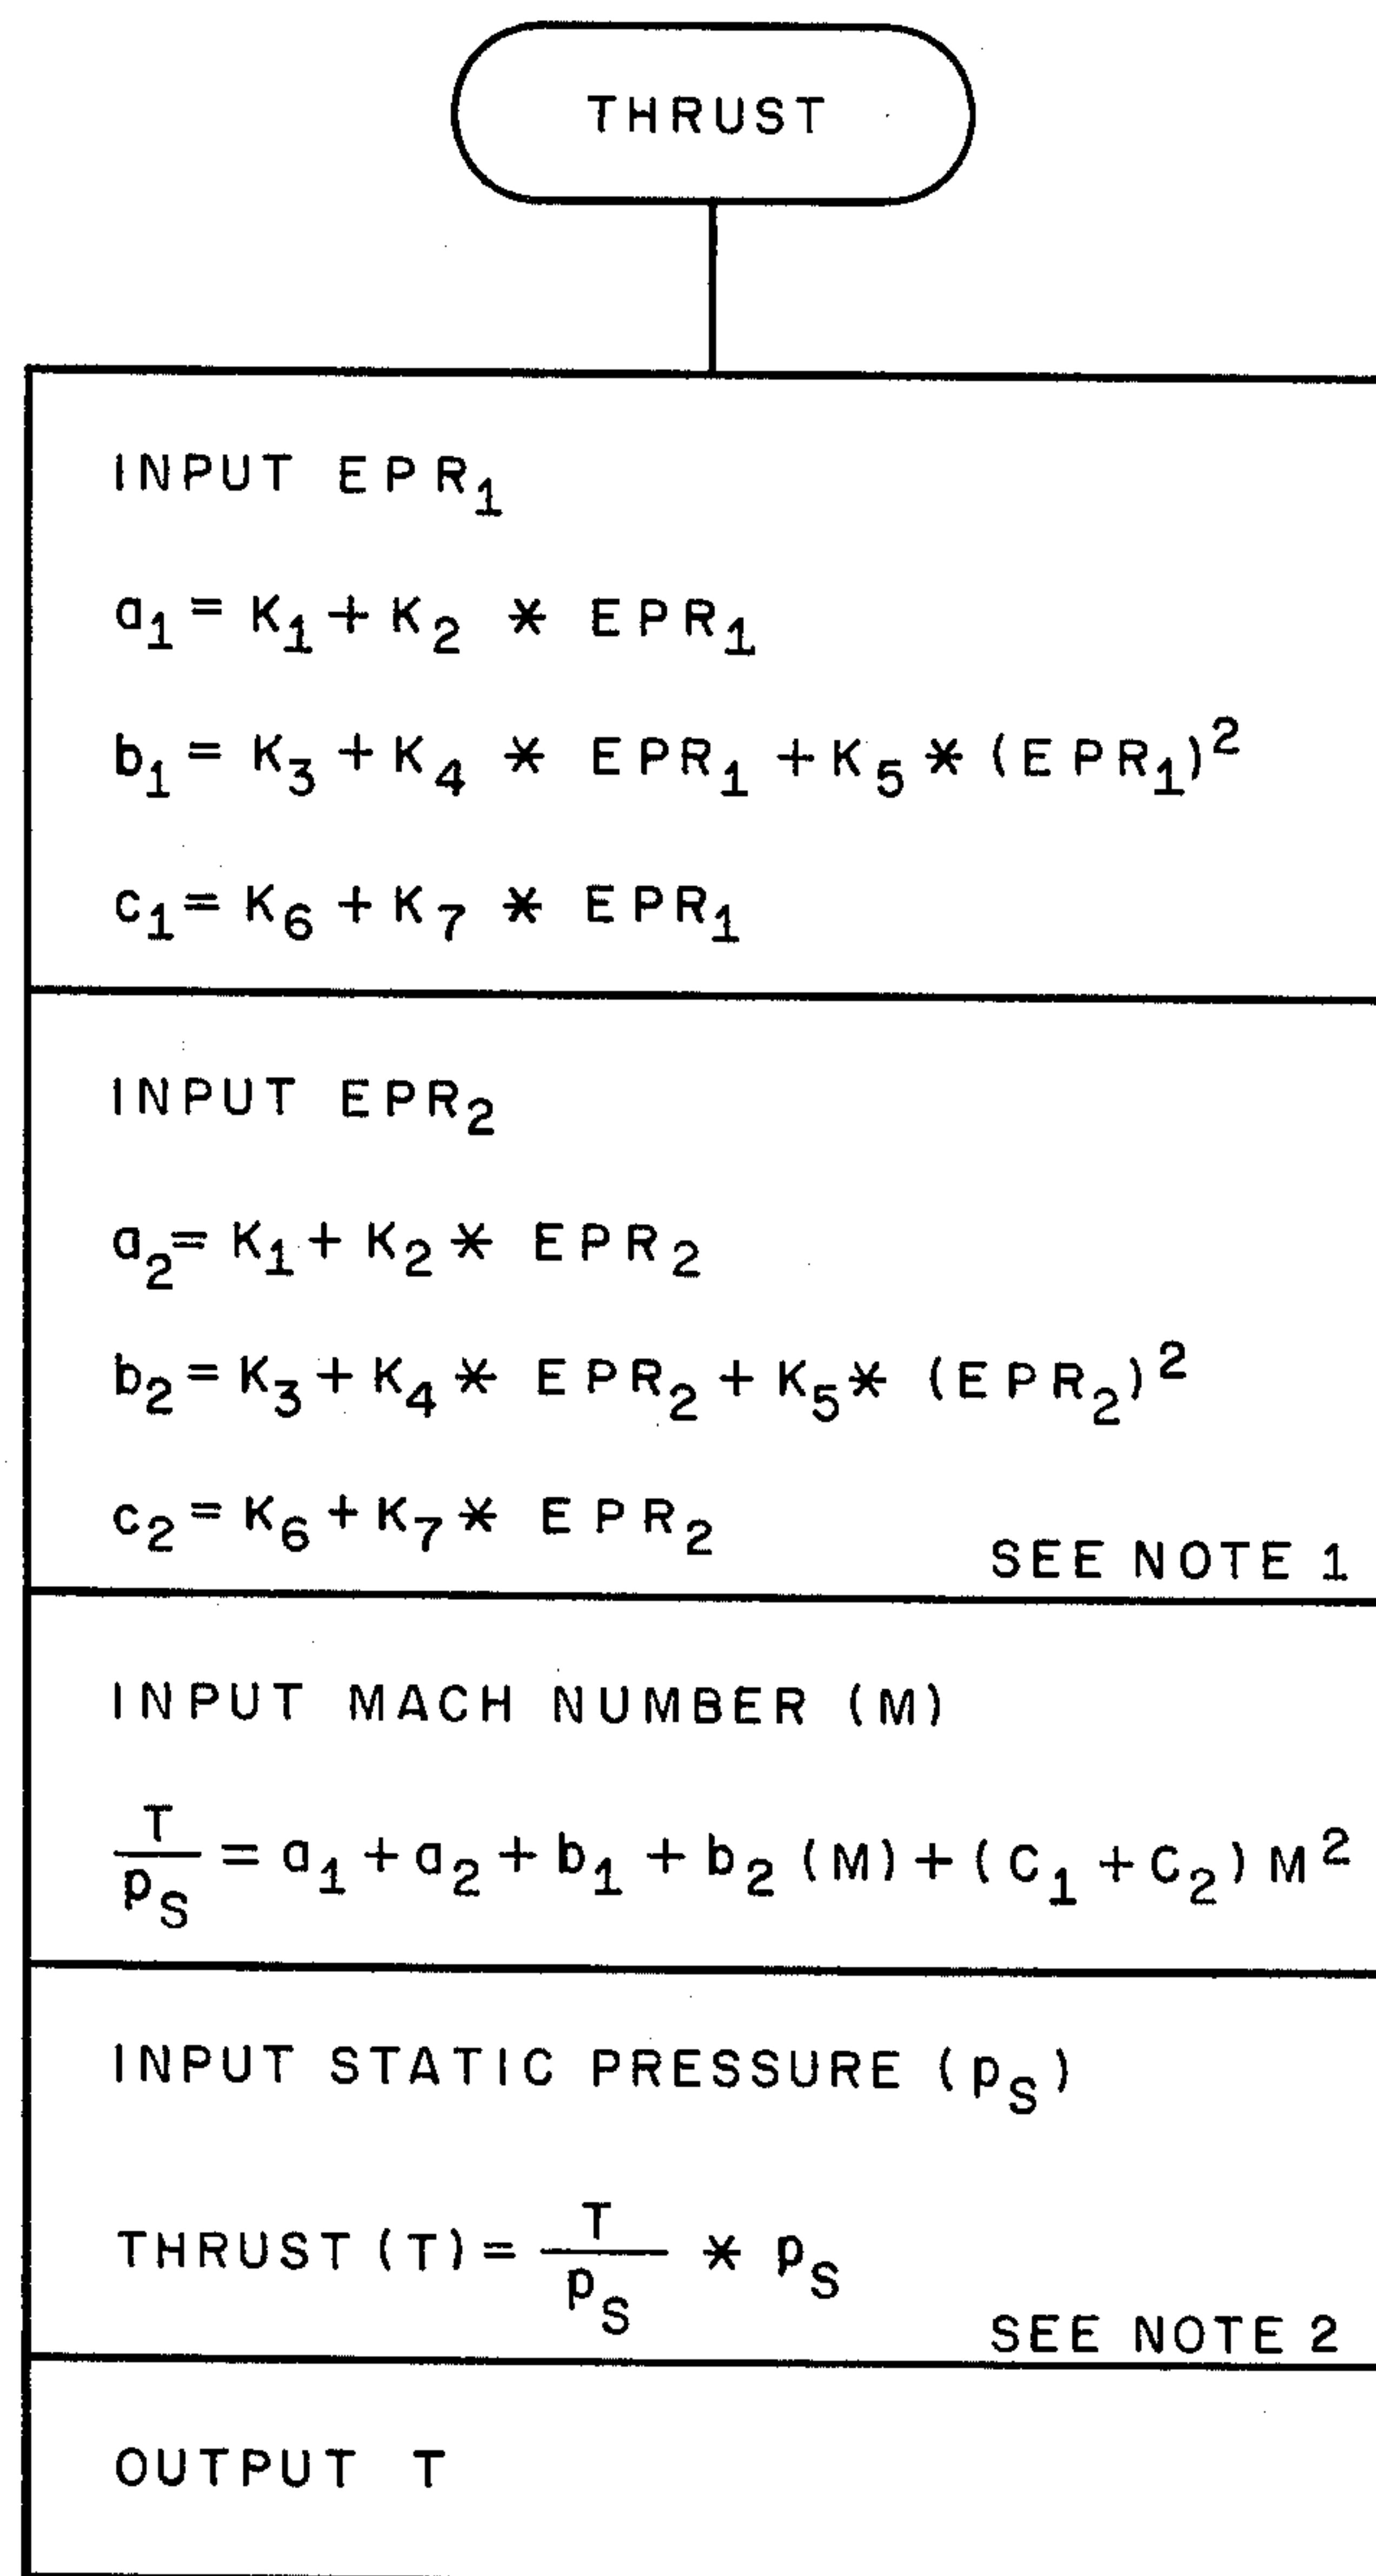 THRUST
INPUT EPR₁
a₁ = K₁ + K₂ * EPR₁
b₁ = K₃ + K₄ * EPR₁ + K₅ * (EPR₁)²
c₁ = K₆ + K₇ * EPR₁
INPUT EPR₂
a₂ = K₁ + K₂ * EPR₂
b₂ = K₃ + K₄ * EPR₂ + K₅ * (EPR₂)²
c₂ = K₆ + K₇ * EPR₂
SEE NOTE 1
INPUT MACH NUMBER (M)
T/pS = a₁ + a₂ + b₁ + b₂ (M) + (C₁ + C₂) M²
INPUT STATIC PRESSURE (pS)
THRUST (T) = T/pS * pS
SEE NOTE 2
OUTPUT T